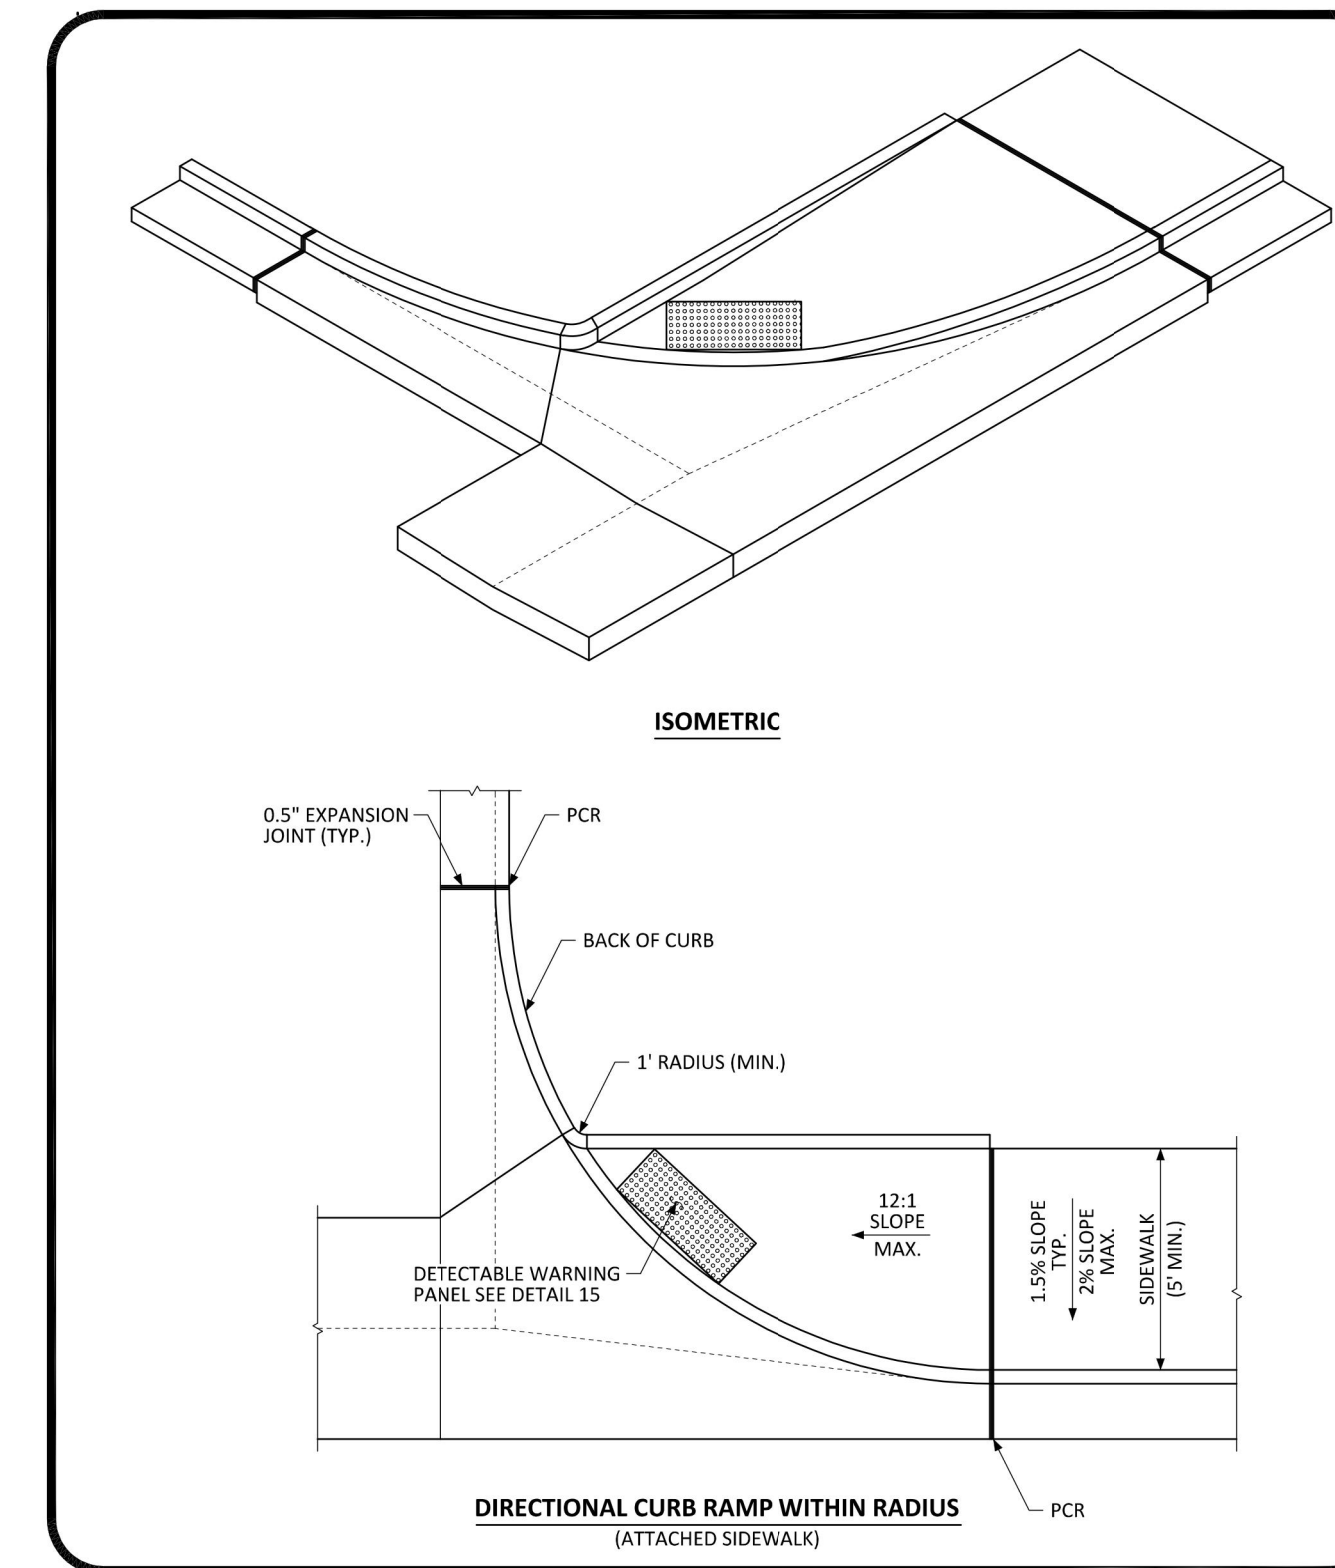 ISOMETRIC
0.5" EXPANSION
JOINT (TYP.)
PCR
BACK OF CURB
1' RADIUS (MIN.)
12:1
SLOPE
MAX.
1.5% SLOPE
TYP.
2% SLOPE
MAX.
SIDEWALK
(5' MIN.)
DETECTABLE WARNING
PANEL SEE DETAIL 15
DIRECTIONAL CURB RAMP WITHIN RADIUS
(ATTACHED SIDEWALK)
PCR